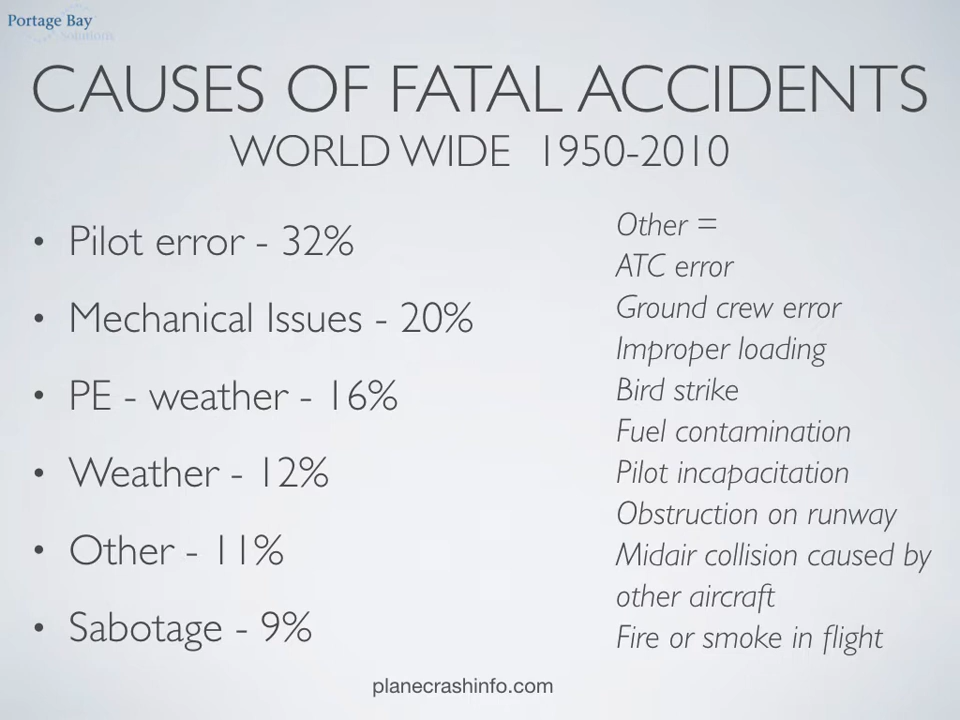 Portage Bay
Solutions
CAUSES OF FATAL ACCIDENTS
WORLD WIDE 1950-2010
• Pilot error - 32%
• Mechanical Issues - 20%
• PE - weather - 16%
• Weather - 12%
• Other - 11%
• Sabotage - 9%
Other =
ATC error
Ground crew error
Improper loading
Bird strike
Fuel contamination
Pilot incapacitation
Obstruction on runway
Midair collision caused by
other aircraft
Fire or smoke in flight
planecrashinfo.com